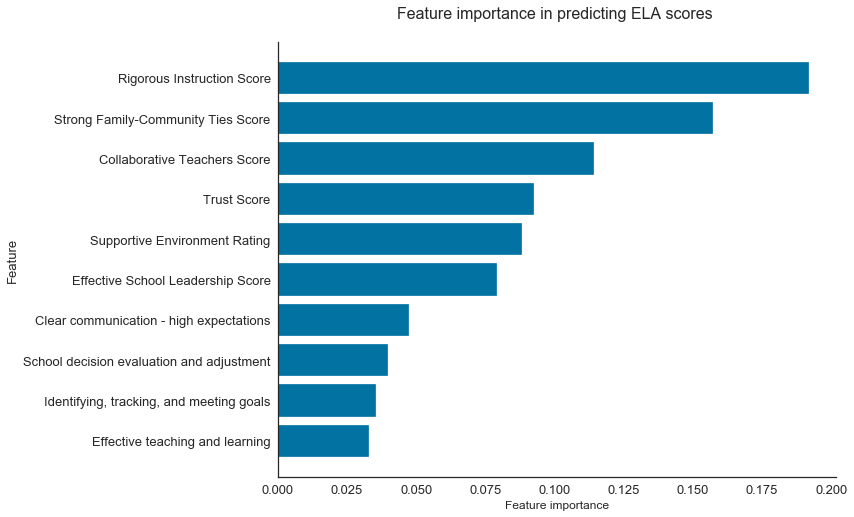 Feature importance in predicting ELA scores
Feature
Rigorous Instruction Score
Strong Family-Community Ties Score
Collaborative Teachers Score
Trust Score
Supportive Environment Rating
Effective School Leadership Score
Clear communication - high expectations
School decision evaluation and adjustment
Identifying, tracking, and meeting goals
Effective teaching and learning
0.000 0.025 0.050 0.075 0.100 0.125 0.150 0.175 0.200
Feature importance